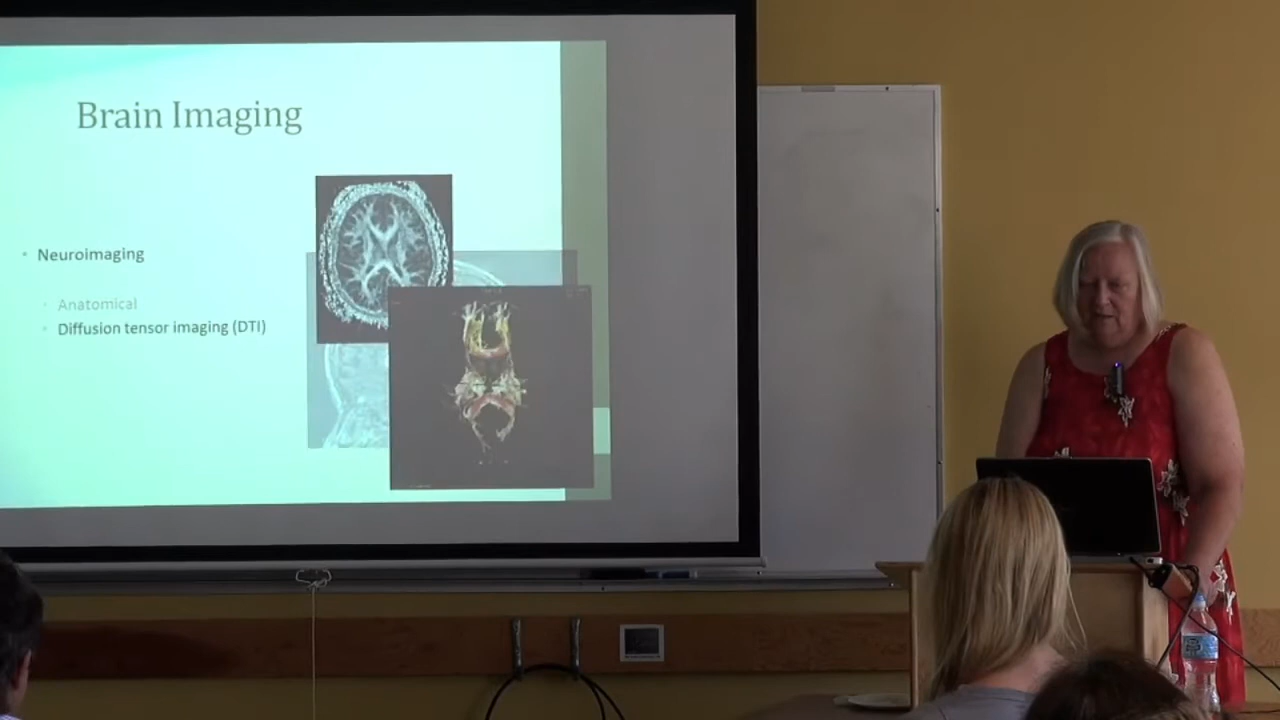 Brain Imaging
• Neuroimaging
• Anatomical
• Diffusion tensor imaging (DTI)